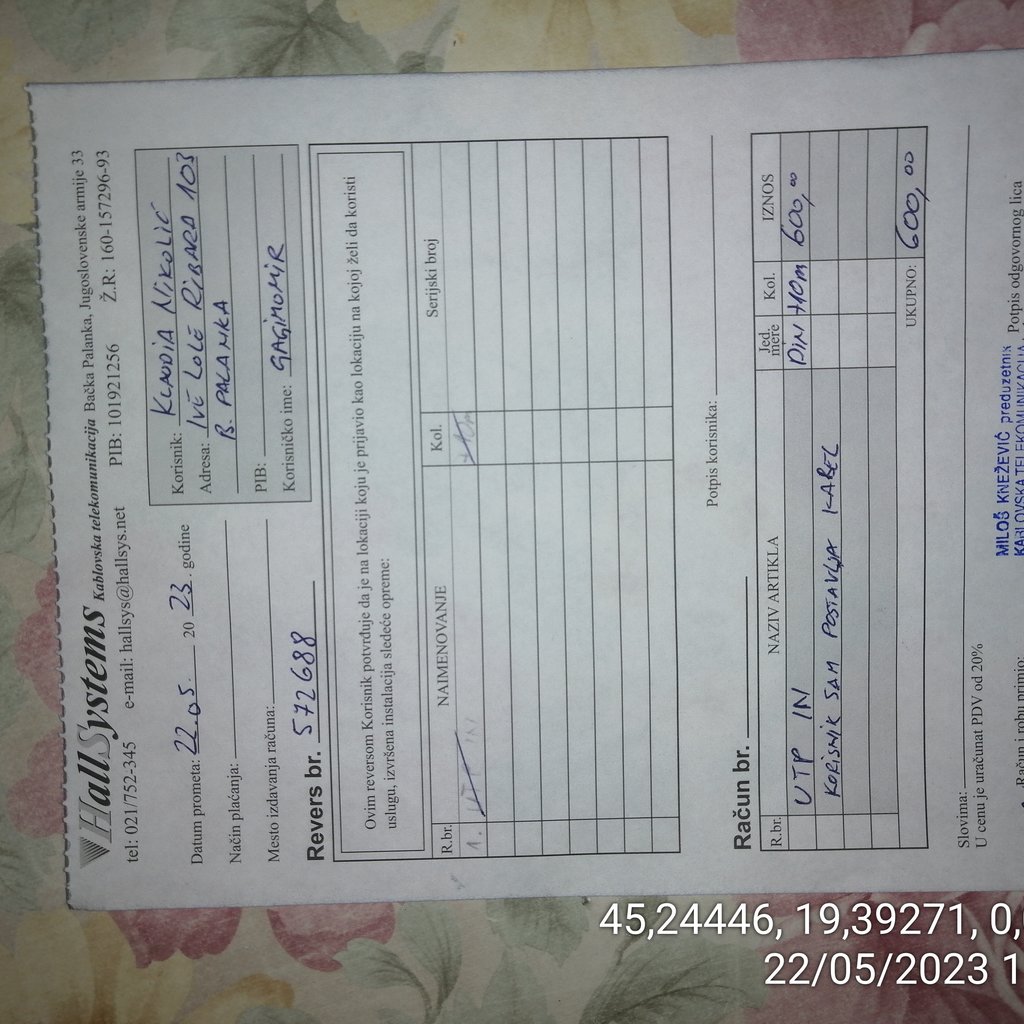 HallSystems Kablovska telekomunikacija Bačka Palanka, Jugoslovenske armije 33
tel: 021/752-345 e-mail: hallsys@hallsys.net PIB: 101921256 Ž.R: 160-157296-93
Datum prometa: 22.05. 20 23. godine
Način plaćanja:
Mesto izdavanja računa:
Korisnik: KLAUDIA NIKOLIĆ
Adresa: IVE LOLE RIBARA 103
B. PALANKA
PIB:
Korisničko ime: GAGIMOMIR
Revers br. 572688
Ovim reversom Korisnik potvrđuje da je na lokaciji koju je prijavio kao lokaciju na kojoj želi da koristi
uslugu, izvršena instalacija sledeće opreme:
R.br. NAIMENOVANJE Kol. Serijski broj
1. UTP IN
Potpis korisnika:
Račun br.
R.br. NAZIV ARTIKLA Jed. mere Kol. IZNOS
UTP IN DIN 10m 600,00
KORISNIK SAM POSTAVLJA KABEL
UKUPNO: 600,00
Slovima:
U cenu je uračunat PDV od 20%
Račun i robu primio:
MILOŠ KNEŽEVIĆ preduzetnik
KABLOVSKA TELEKOMUNIKACIJA
Potpis odgovornog lica
45,24446, 19,39271, 0,
22/05/2023 1